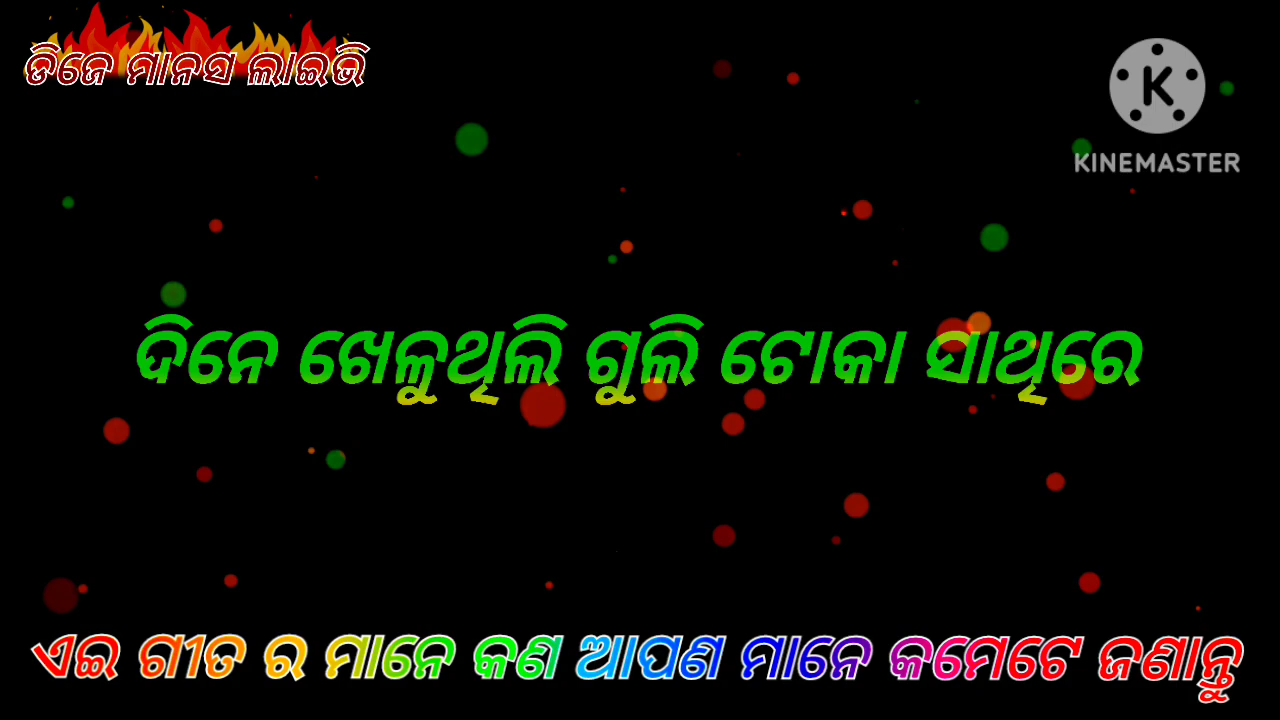 ଡିଜେ ମାନସ ଲାଇଭି
K
KINEMASTER
ଦିନେ ଖେଳୁଥିଲି ଗୁଲି ଟୋକା ସାଥିରେ
ଏଇ ଗୀତ ର ମାନେ କଣ ଆପଣ ମାନେ କମେଟେ ଜଣାନ୍ତୁ